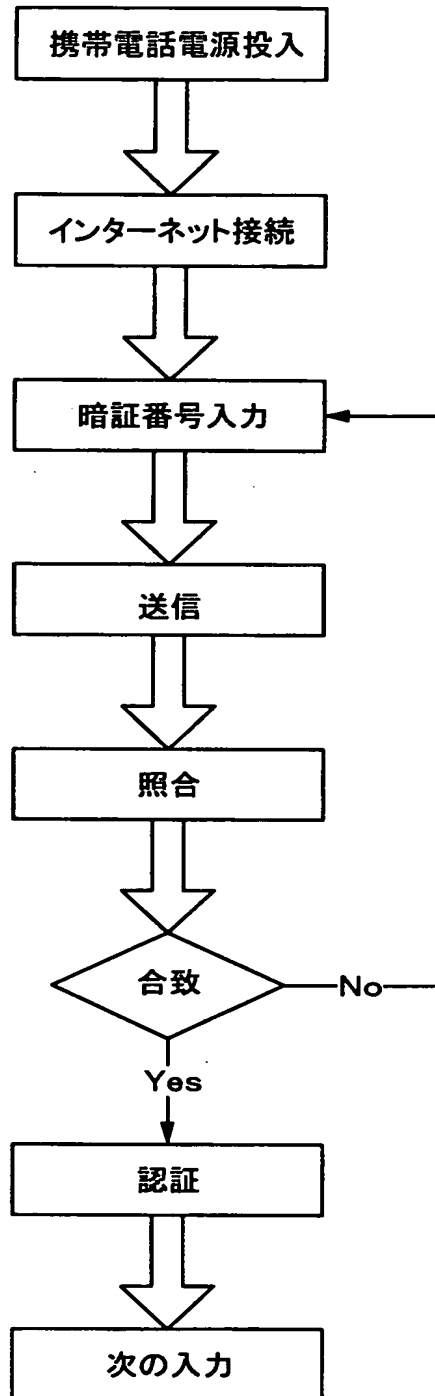 携帯電話電源投入
インターネット接続
暗証番号入力
送信
照合
合致
No
Yes
認証
次の入力